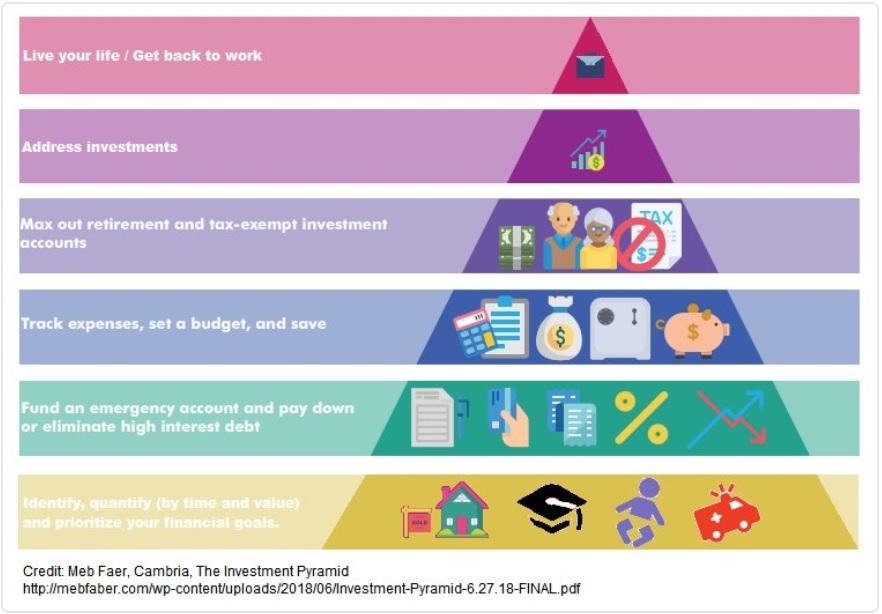 Live your life / Get back to work
Address investments
Max out retirement and tax-exempt investment
accounts
TAX
$
Track expenses, set a budget, and save
$
$
Fund an emergency account and pay down
or eliminate high interest debt
%
Identify, quantify (by time and value)
and prioritize your financial goals.
SOLD
Credit: Meb Faer, Cambria, The Investment Pyramid
http://mebfaber.com/wp-content/uploads/2018/06/Investment-Pyramid-6.27.18-FINAL.pdf